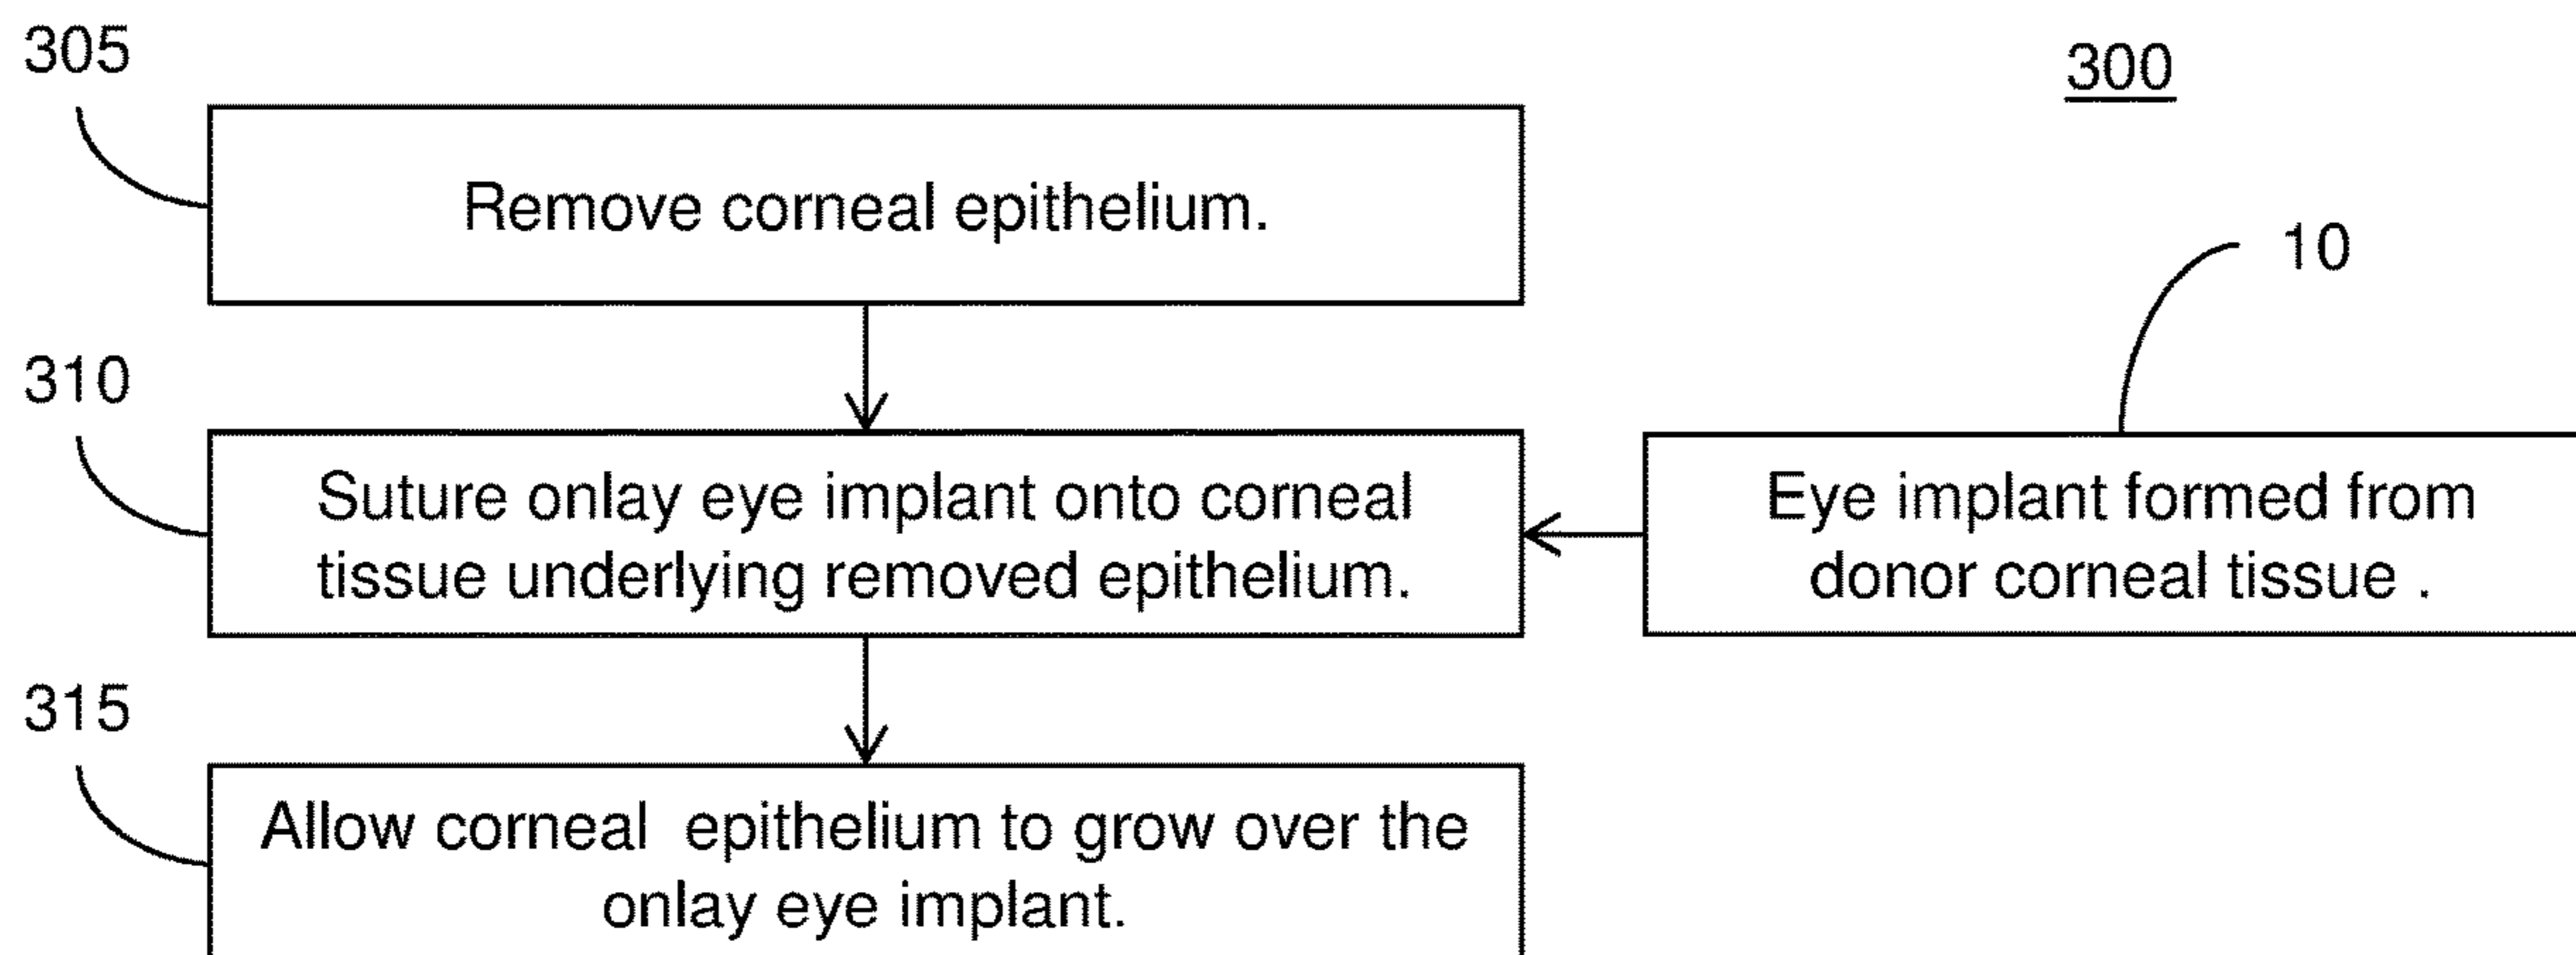 305
300
Remove corneal epithelium.
10
310
Suture onlay eye implant onto corneal
tissue underlying removed epithelium.
Eye implant formed from
donor corneal tissue .
315
Allow corneal  epithelium to grow over the
onlay eye implant.